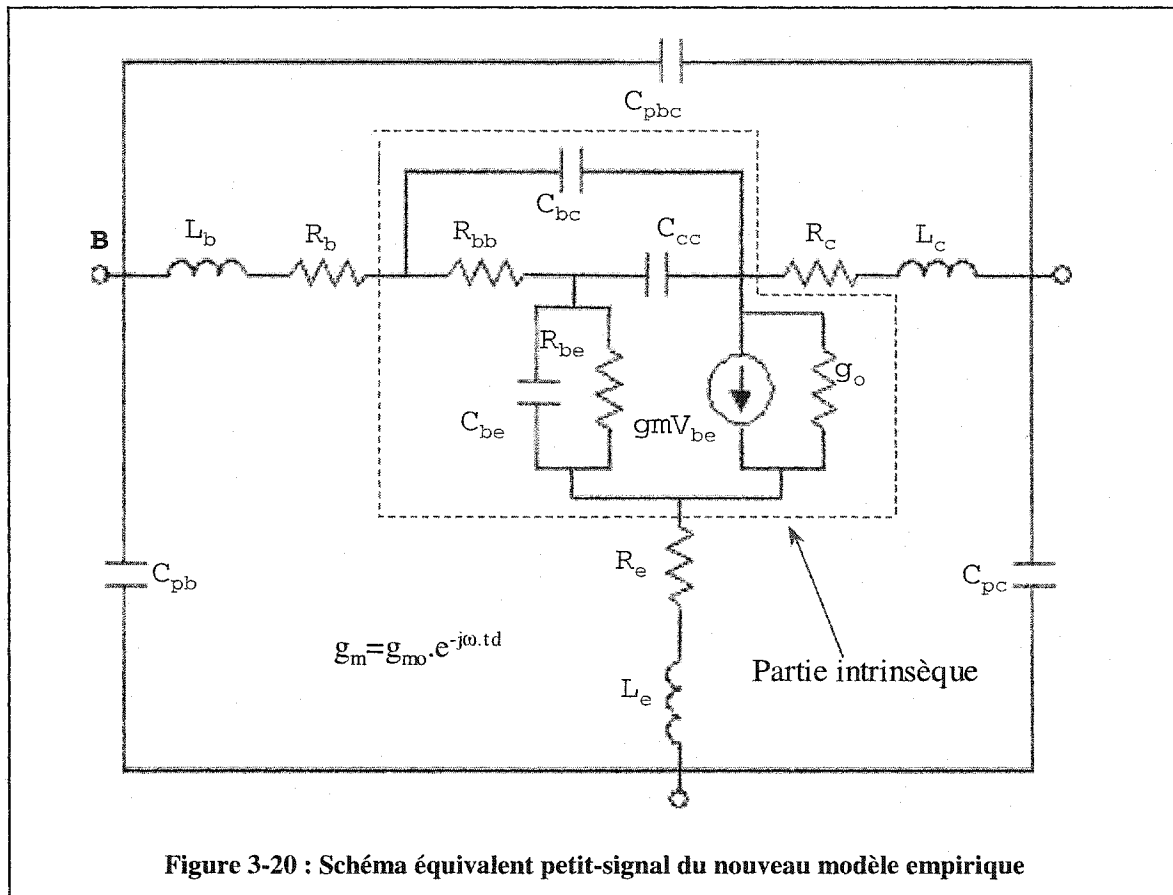 C_pbc
C_bc
B
L_b
R_b
R_bb
C_cc
R_c
L_c
R_be
g_o
C_be
gmV_be
C_pb
R_e
C_pc
g_m=g_mo.e^-jω.td
Partie intrinsèque
L_e
Figure 3-20 : Schéma équivalent petit-signal du nouveau modèle empirique